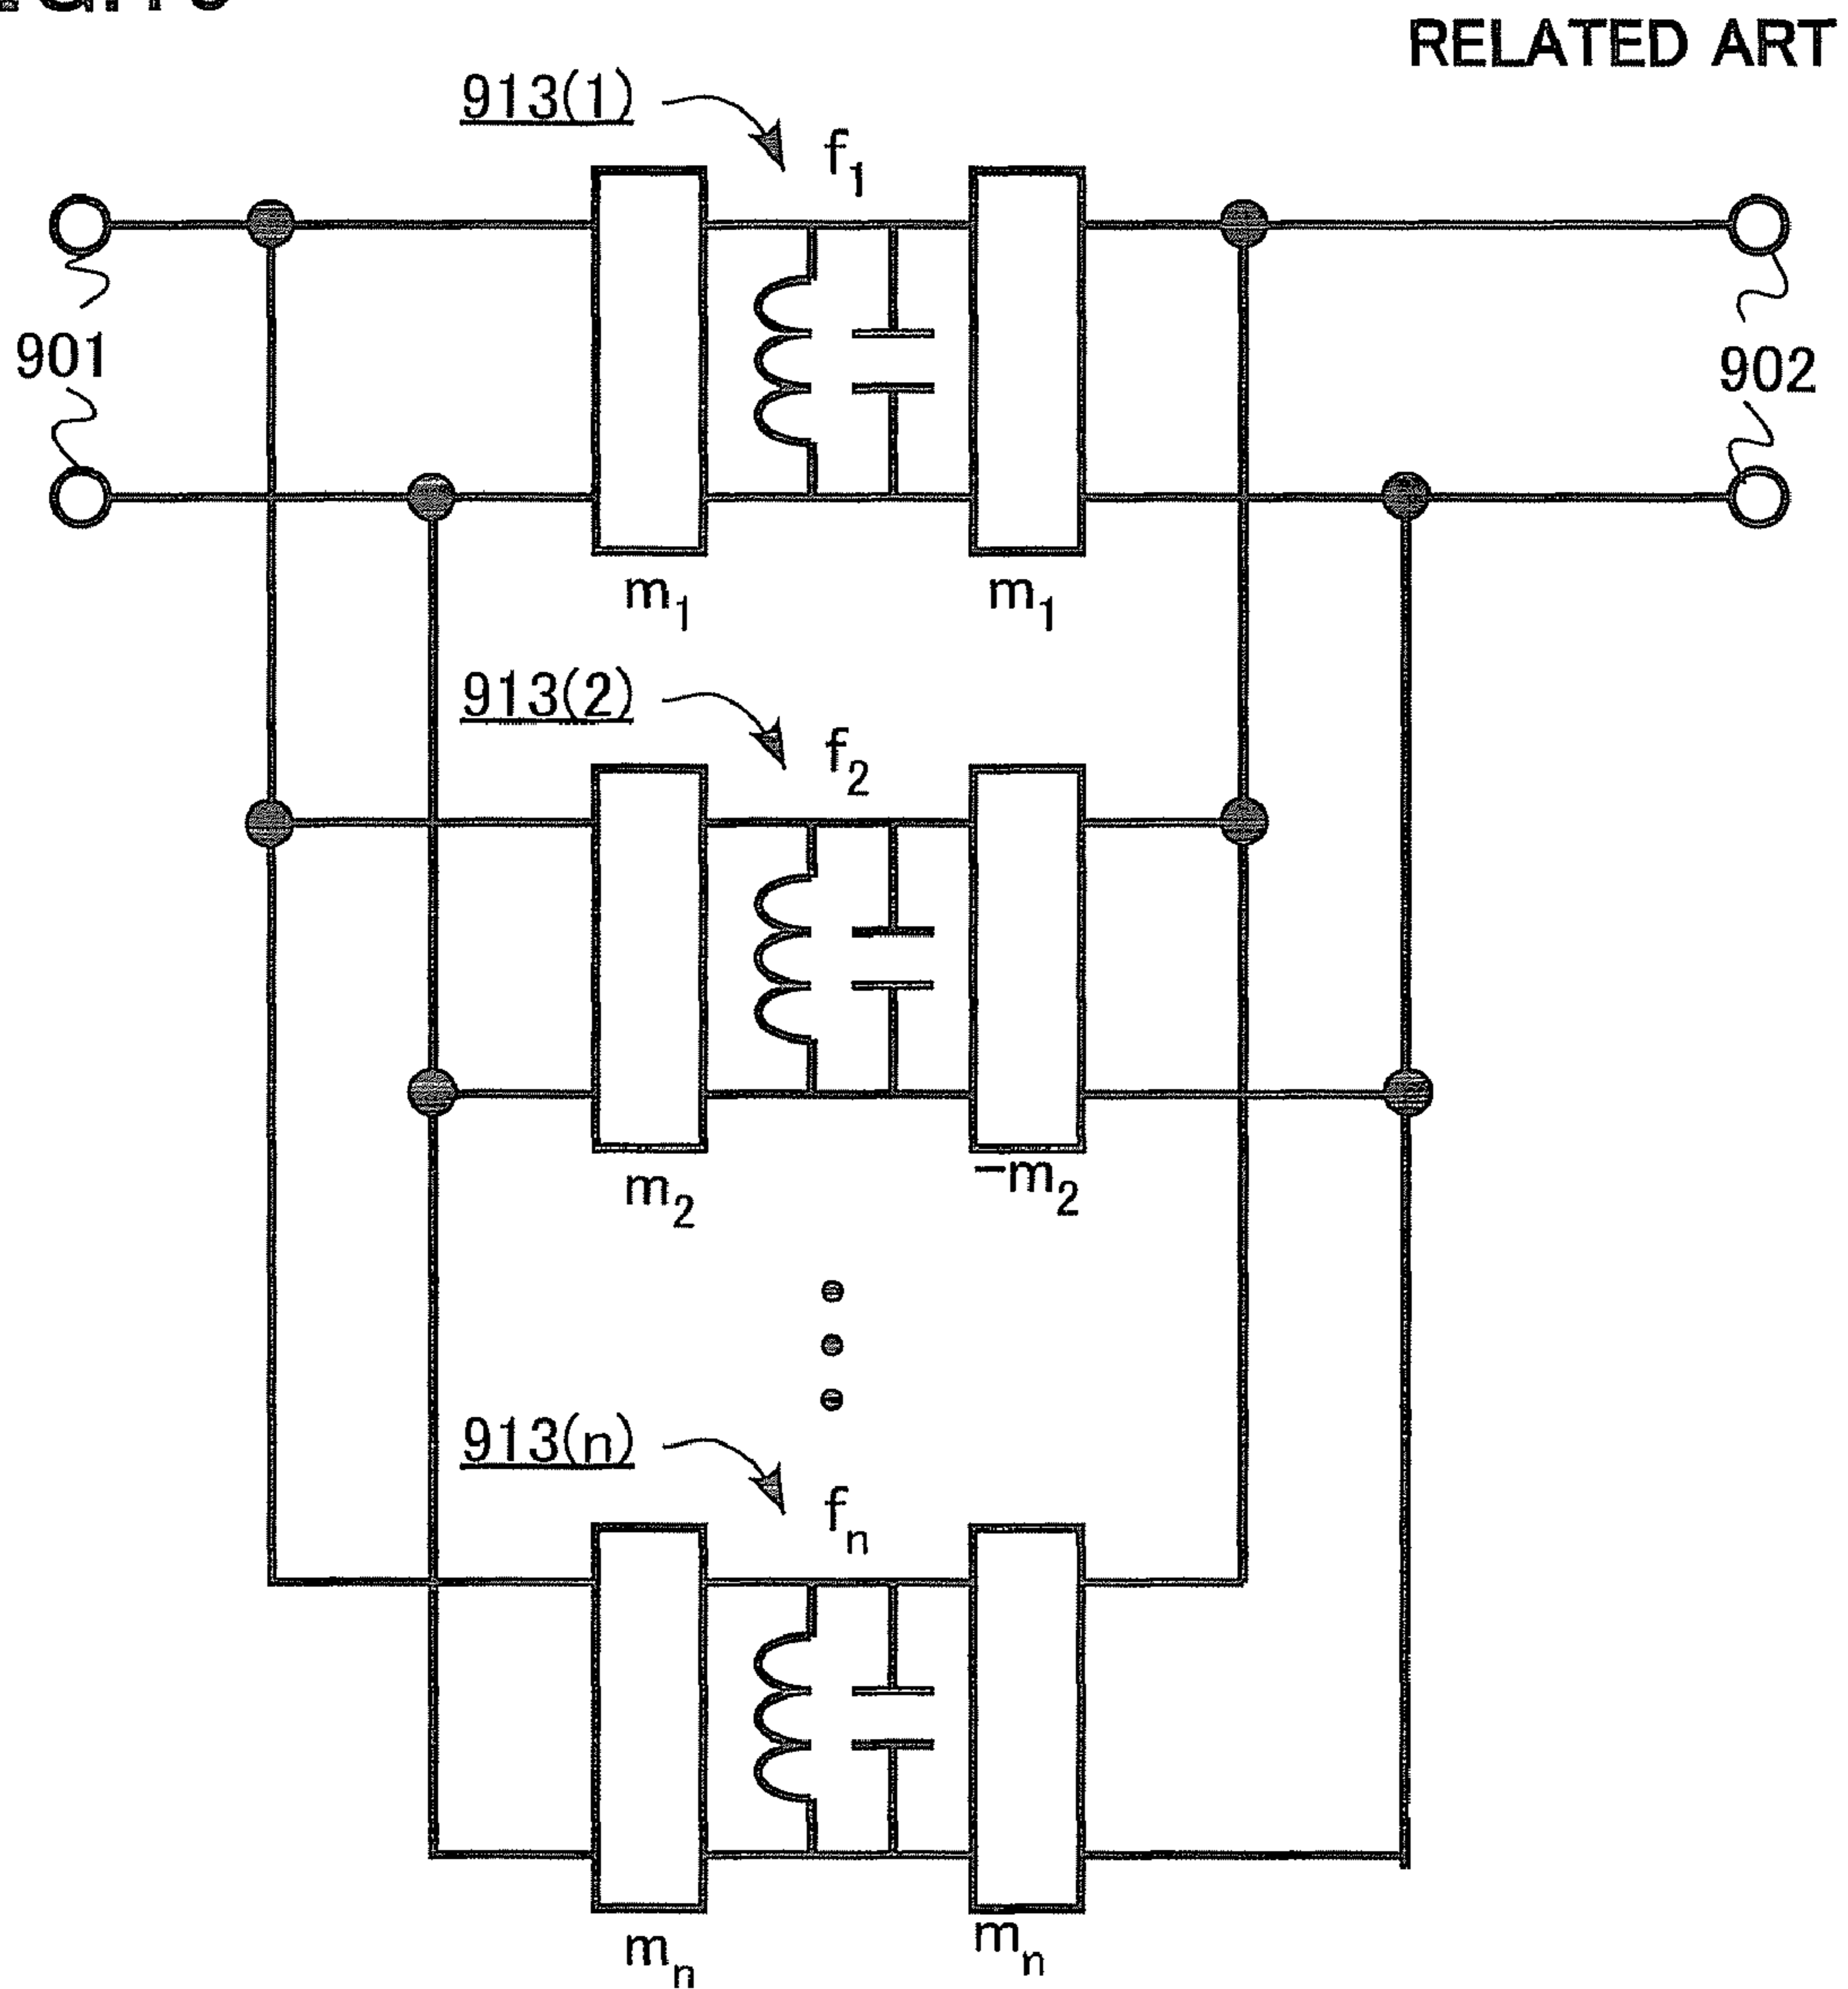 RELATED ART
913(1)
f1
901
902
m1
m1
913(2)
f2
m2
-m2
913(n)
fn
mn
mn